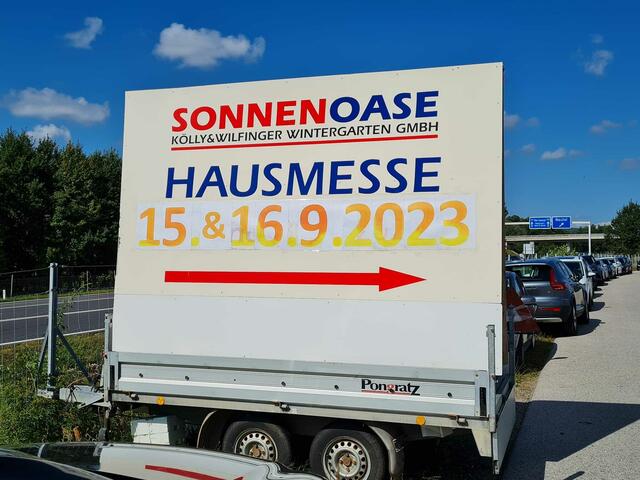 SONNENOASE
KÖLLY&WILFINGER WINTERGARTEN GMBH
HAUSMESSE
15.&16.9.2023
Pongratz